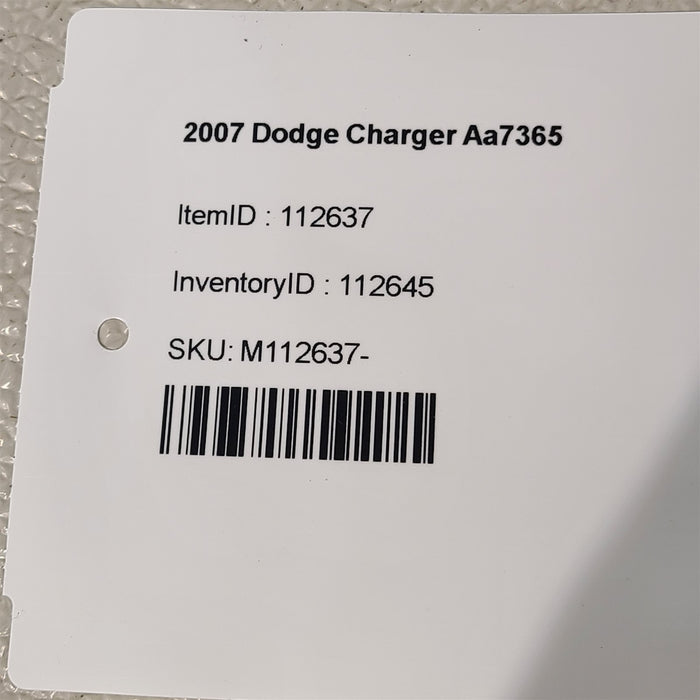 2007 Dodge Charger Aa7365
ItemID : 112637
InventoryID : 112645
SKU: M112637-